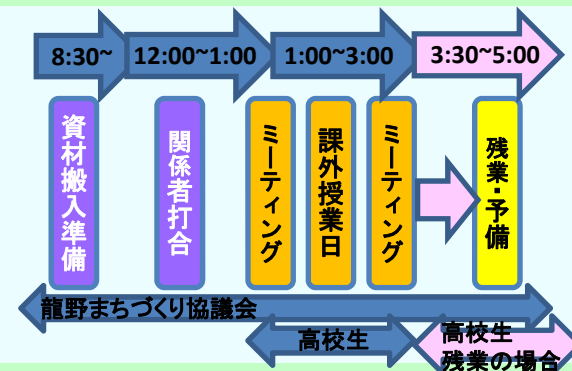 8:30~
12:00~1:00
1:00~3:00
3:30~5:00
資材搬入準備
関係者打合
ミーティング
課外授業日
ミーティング
残業・予備
龍野まちづくり協議会
高校生
高校生
残業の場合